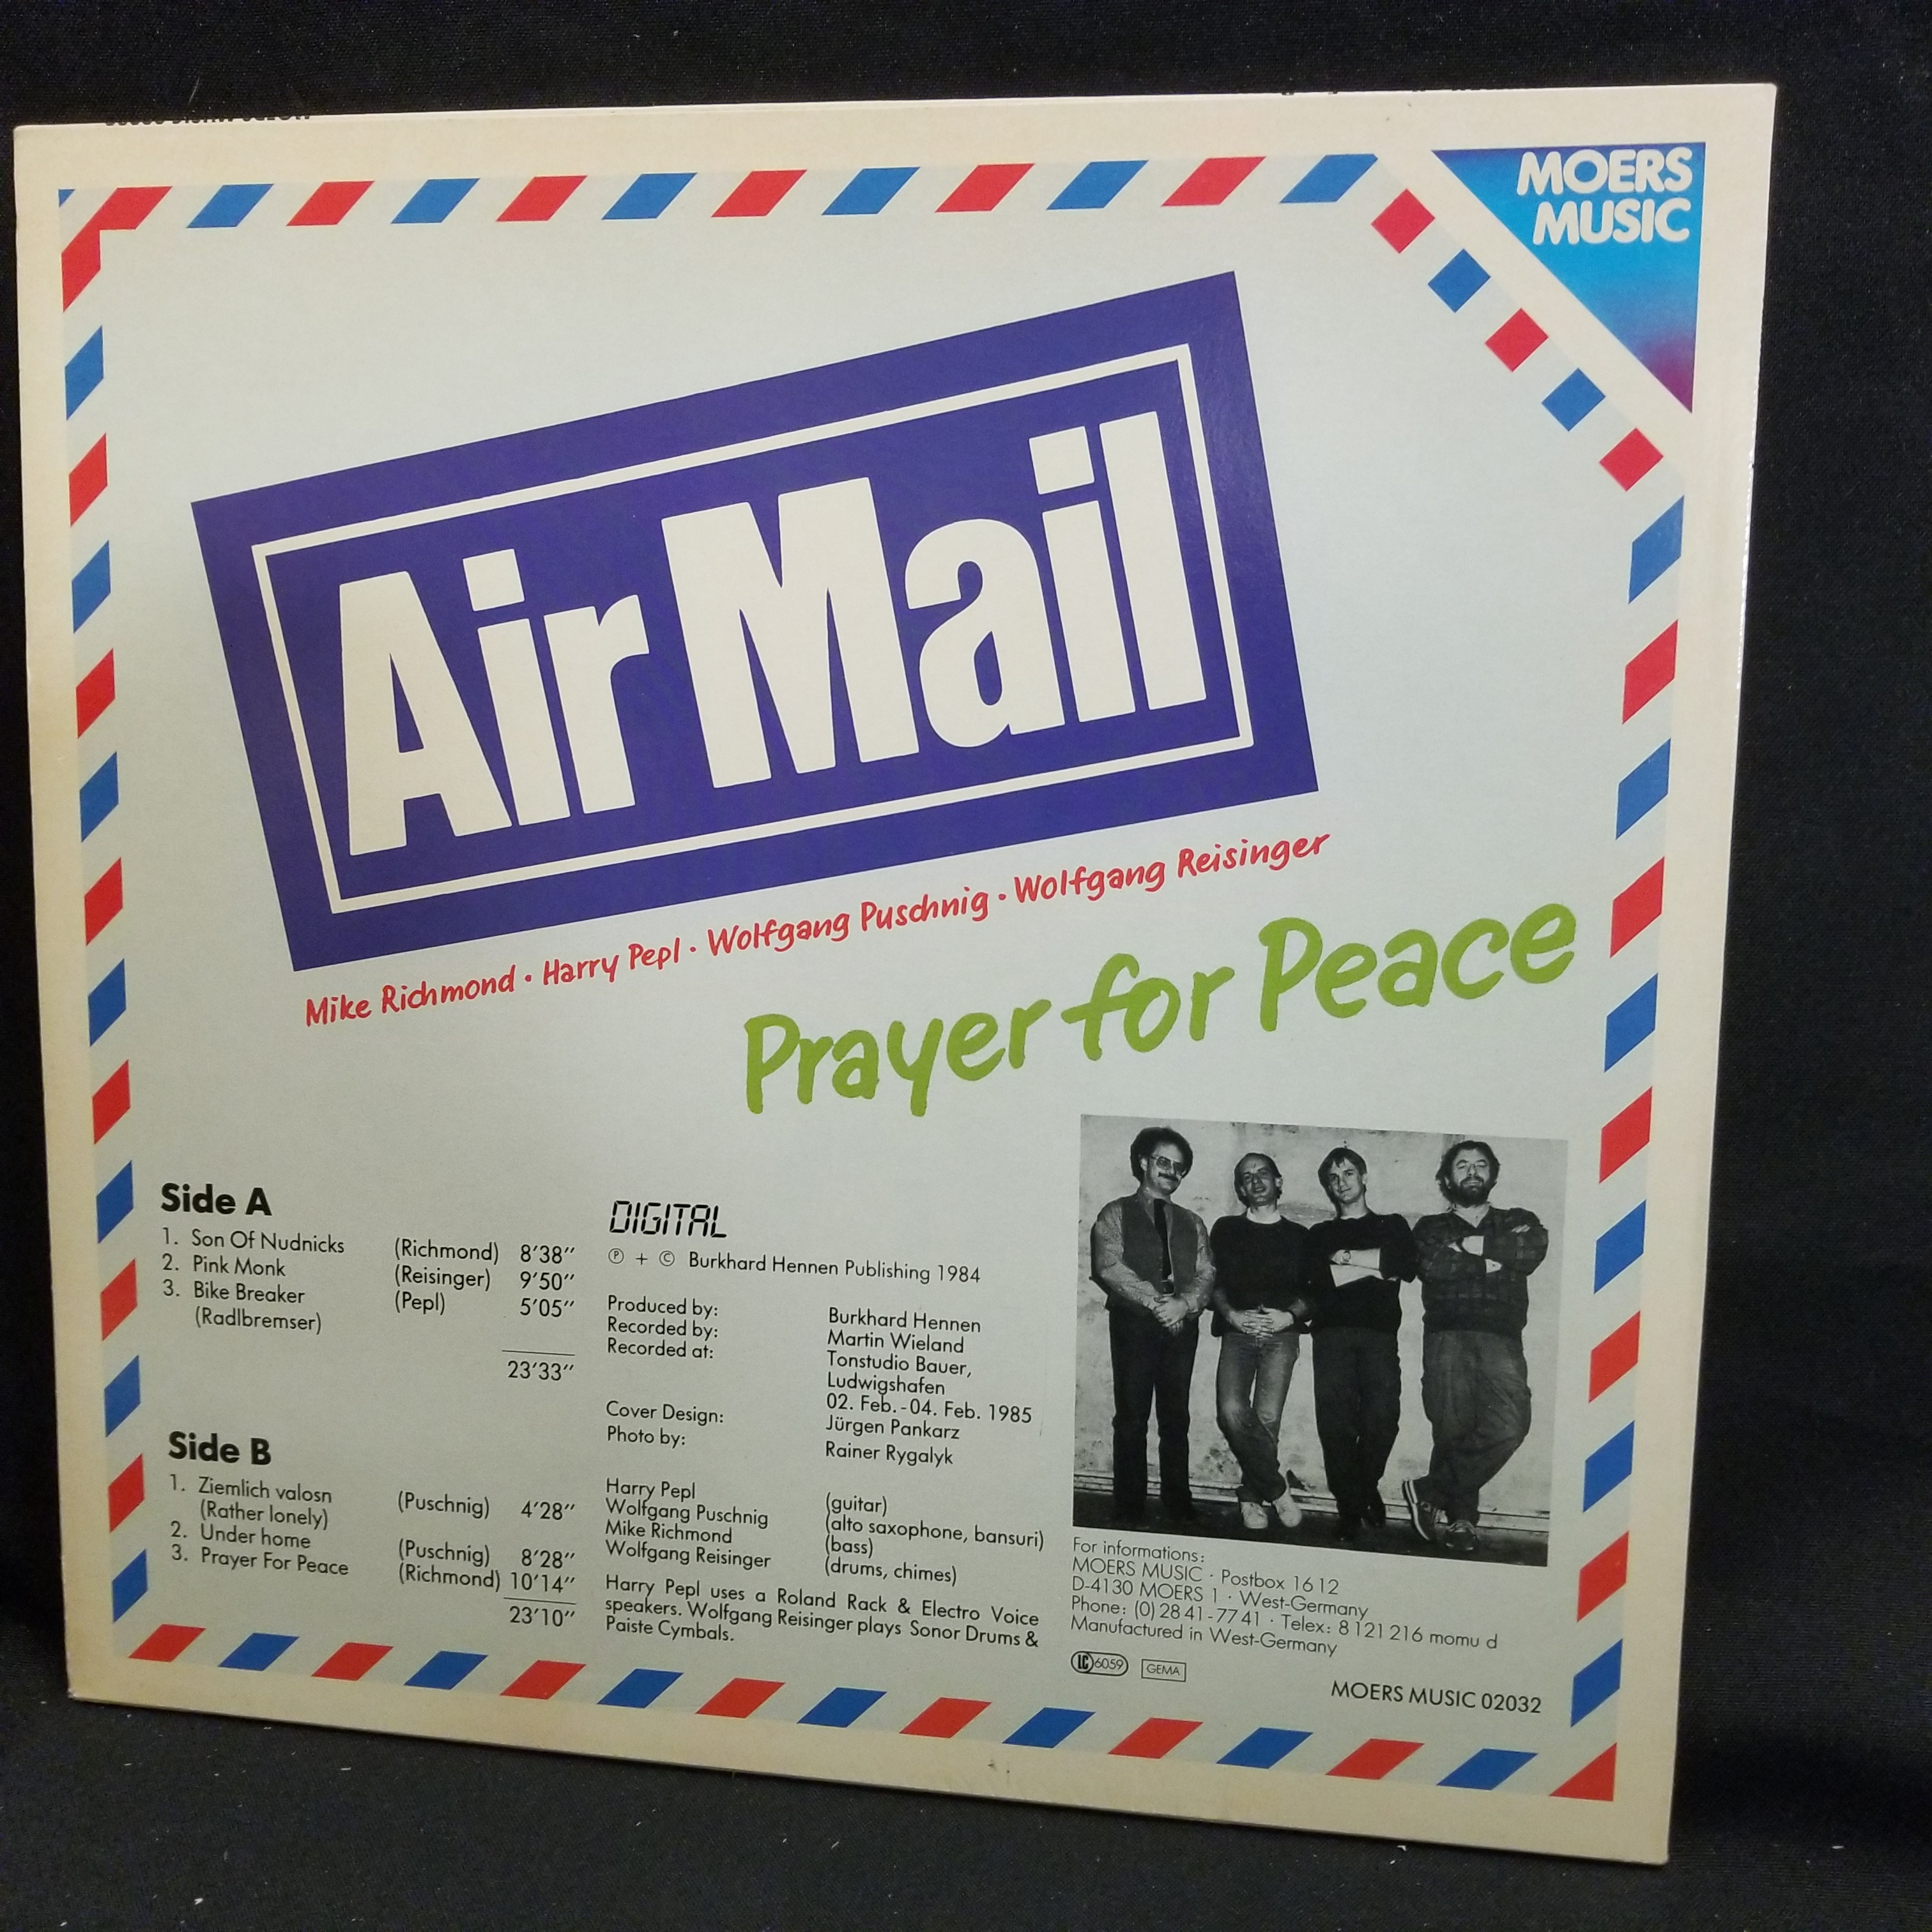 MOERS
MUSIC
Air Mail
Mike Richmond · Harry Pepl · Wolfgang Puschnig · Wolfgang Reisinger
Prayer for Peace
Side A
1. Son Of Nudnicks (Richmond) 8'38''
2. Pink Monk (Reisinger) 9'50''
3. Bike Breaker (Pepl) 5'05''
(Radlbremser)
23'33''
Side B
1. Ziemlich valosn (Puschnig) 4'28''
(Rather lonely)
2. Under home (Puschnig) 8'28''
3. Prayer For Peace (Richmond) 10'14''
23'10''
DIGITAL
Ⓟ + © Burkhard Hennen Publishing 1984
Produced by: Burkhard Hennen
Recorded by: Martin Wieland
Recorded at: Tonstudio Bauer,
Ludwigshafen
02. Feb.-04. Feb. 1985
Cover Design: Jürgen Pankarz
Photo by: Rainer Rygalyk
Harry Pepl (guitar)
Wolfgang Puschnig (alto saxophone, bansuri)
Mike Richmond (bass)
Wolfgang Reisinger (drums, chimes)
Harry Pepl uses a Roland Rack & Electro Voice
speakers. Wolfgang Reisinger plays Sonor Drums &
Paiste Cymbals.
For informations:
MOERS MUSIC · Postbox 16 12
D-4130 MOERS 1 · West-Germany
Phone: (0) 28 41-77 41 · Telex: 8 121 216 momu d
Manufactured in West-Germany
LC 6059 GEMA
MOERS MUSIC 02032